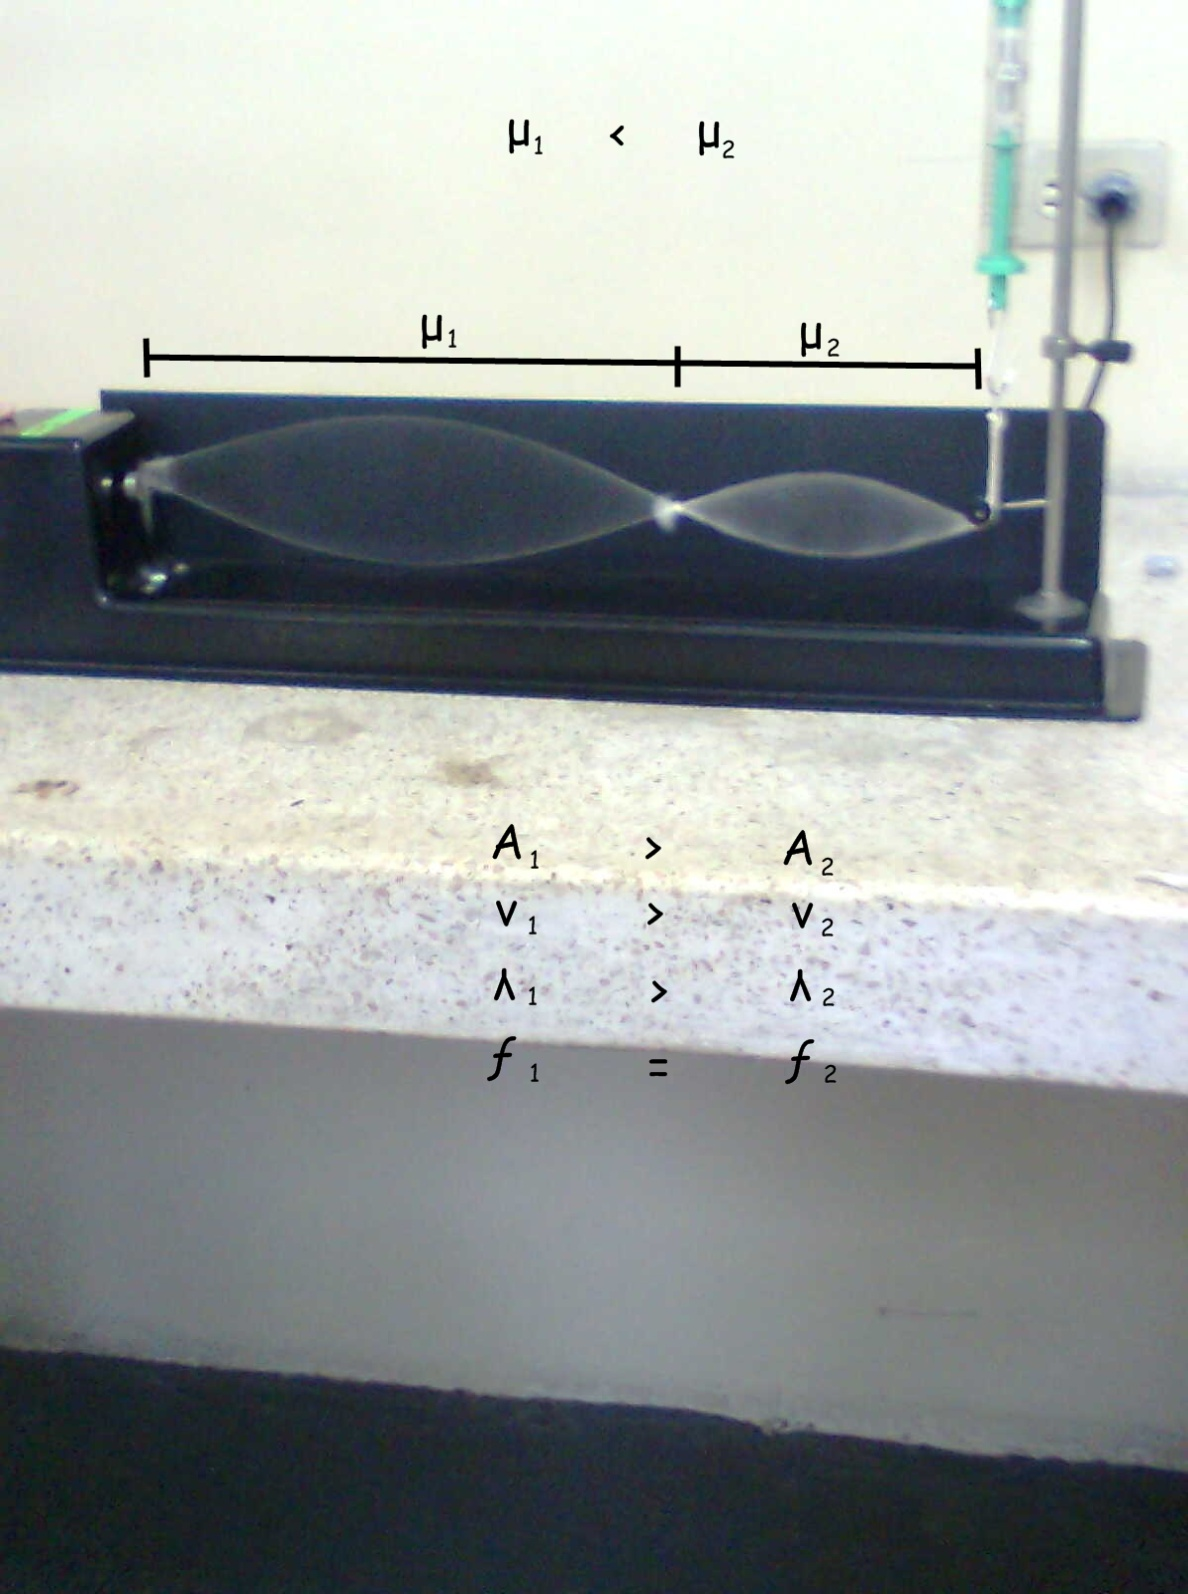 μ₁ < μ₂
μ₁ μ₂
A₁ > A₂
v₁ > v₂
λ₁ > λ₂
f₁ = f₂